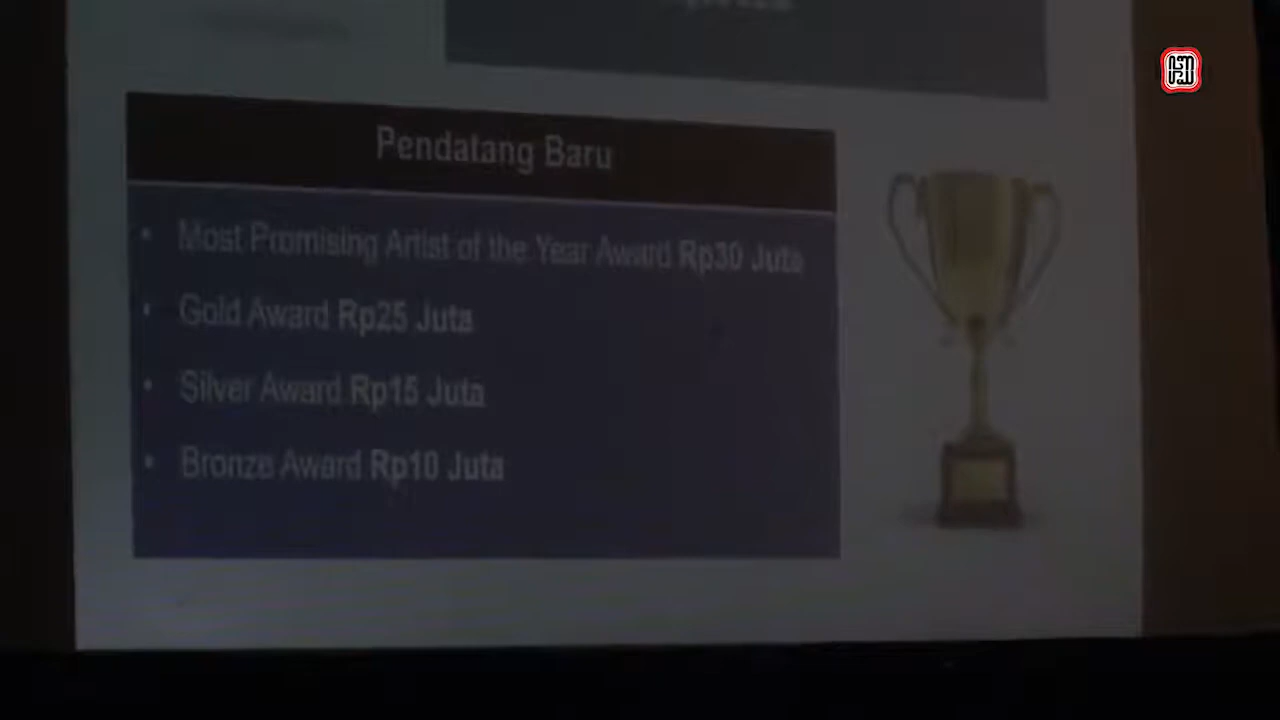 Pendatang Baru
• Most Promising Artist of the Year Award Rp30 Juta
• Gold Award Rp25 Juta
• Silver Award Rp15 Juta
• Bronze Award Rp10 Juta